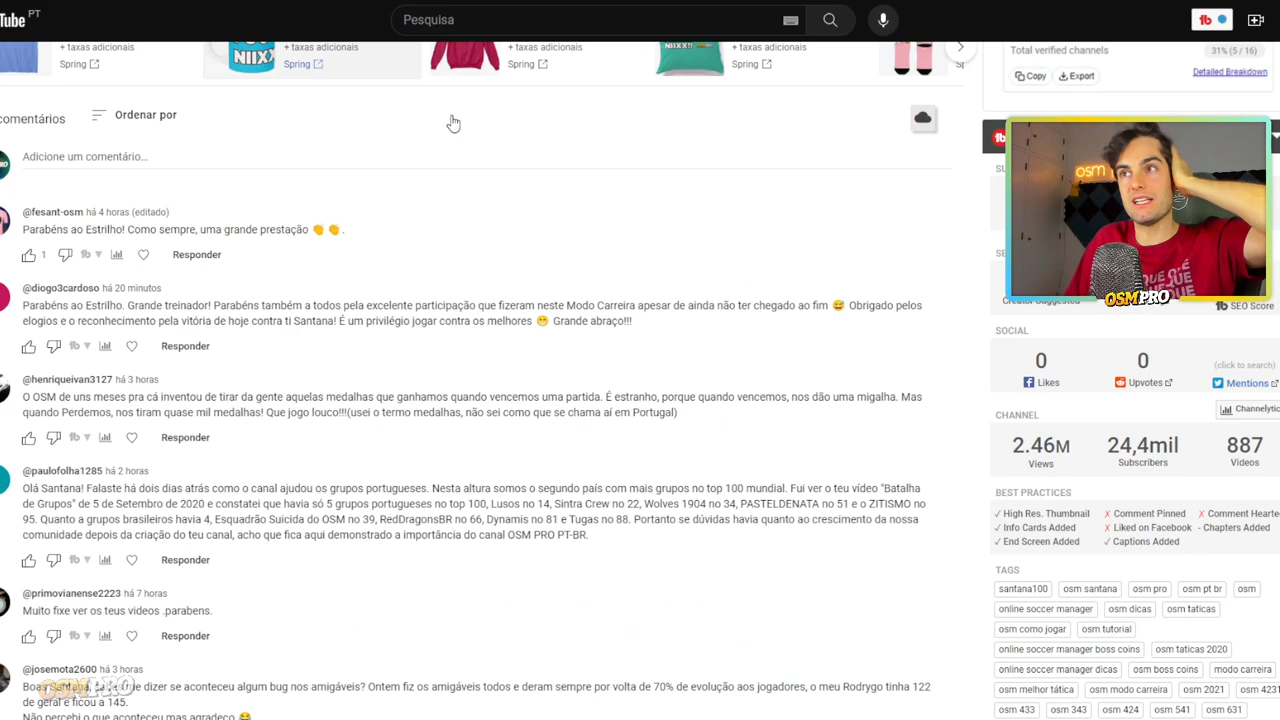 Tube PT
Pesquisa
+ taxas adicionais
Spring
NIIXX
+ taxas adicionais
Spring
+ taxas adicionais
Spring
NIIXX!!
+ taxas adicionais
Spring
Total verified channels
31% (5 / 16)
Copy
Export
Detailed Breakdown
comentários
Ordenar por
Adicione um comentário...
@fesant-osm há 4 horas (editado)
Parabéns ao Estrilho! Como sempre, uma grande prestação 👏 👏 .
1
Responder
@diogo3cardoso há 20 minutos
Parabéns ao Estrilho. Grande treinador! Parabéns também a todos pela excelente participação que fizeram neste Modo Carreira apesar de ainda não ter chegado ao fim 😅 Obrigado pelos
elogios e o reconhecimento pela vitória de hoje contra ti Santana! É um privilégio jogar contra os melhores 😁 Grande abraço!!!
Responder
@henriqueivan3127 há 3 horas
O OSM de uns meses pra cá inventou de tirar da gente aquelas medalhas que ganhamos quando vencemos uma partida. É estranho, porque quando vencemos, nos dão uma migalha. Mas
quando Perdemos, nos tiram quase mil medalhas! Que jogo louco!!!(usei o termo medalhas, não sei como que se chama aí em Portugal)
Responder
@paulofolha1285 há 2 horas
Olá Santana! Falaste há dois dias atrás como o canal ajudou os grupos portugueses. Nesta altura somos o segundo país com mais grupos no top 100 mundial. Fui ver o teu vídeo "Batalha
de Grupos" de 5 de Setembro de 2020 e constatei que havia só 5 grupos portugueses no top 100, Lusos no 14, Sintra Crew no 22, Wolves 1904 no 34, PASTELDENATA no 51 e o ZITISMO no
95. Quanto a grupos brasileiros havia 4, Esquadrão Suicida do OSM no 39, RedDragonsBR no 66, Dynamis no 81 e Tugas no 88. Portanto se dúvidas havia quanto ao crescimento da nossa
comunidade depois da criação do teu canal, acho que fica aqui demonstrado a importância do canal OSM PRO PT-BR.
Responder
@primovianense2223 há 7 horas
Muito fixe ver os teus videos .parabens.
Responder
@josemota2600 há 3 horas
Boas Santana, dizer se aconteceu algum bug nos amigáveis? Ontem fiz os amigáveis todos e deram sempre por volta de 70% de evolução aos jogadores, o meu Rodrygo tinha 122
de geral e ficou a 145.
Não percebi o que aconteceu mas agradeço 😂
OSMPRO
osm
OSMPRO
SEO Score
SOCIAL
0
Likes
0
Upvotes
(click to search)
Mentions
CHANNEL
Channelytic
2.46M
Views
24,4mil
Subscribers
887
Videos
BEST PRACTICES
✓ High Res. Thumbnail
✗ Comment Pinned
✗ Comment Hearte
✓ Info Cards Added
✗ Liked on Facebook
- Chapters Added
✓ End Screen Added
✓ Captions Added
TAGS
santana100
osm santana
osm pro
osm pt br
osm
online soccer manager
osm dicas
osm taticas
osm como jogar
osm tutorial
online soccer manager boss coins
osm taticas 2020
online soccer manager dicas
osm boss coins
modo carreira
osm melhor tática
osm modo carreira
osm 2021
osm 4231
osm 433
osm 343
osm 424
osm 541
osm 631